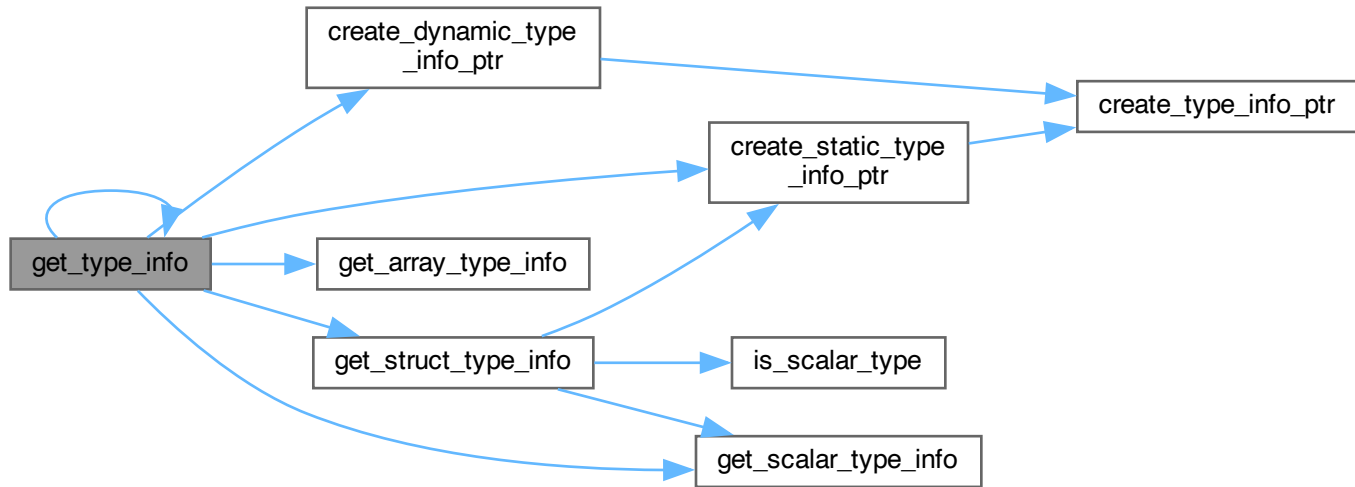 create_dynamic_type
_info_ptr
create_type_info_ptr
create_static_type
_info_ptr
get_type_info
get_array_type_info
get_struct_type_info
is_scalar_type
get_scalar_type_info